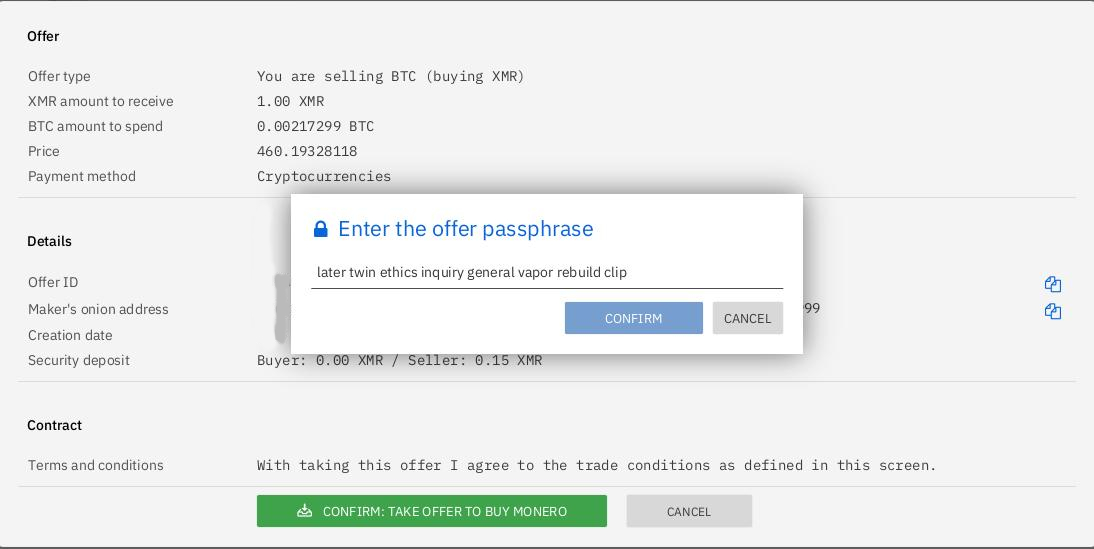 Offer
Offer type You are selling BTC (buying XMR)
XMR amount to receive 1.00 XMR
BTC amount to spend 0.00217299 BTC
Price 460.19328118
Payment method Cryptocurrencies
Enter the offer passphrase
later twin ethics inquiry general vapor rebuild clip
CONFIRM CANCEL
Details
Offer ID
Maker's onion address 99
Creation date
Security deposit Buyer: 0.00 XMR / Seller: 0.15 XMR
Contract
Terms and conditions With taking this offer I agree to the trade conditions as defined in this screen.
CONFIRM: TAKE OFFER TO BUY MONERO CANCEL